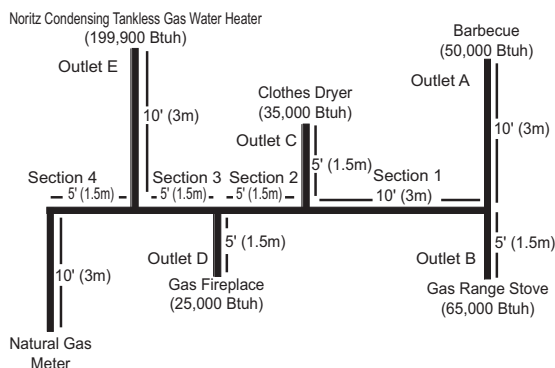 Noritz Condensing Tankless Gas Water Heater
(199,900 Btuh)
Outlet E
10' (3m)
Barbecue
(50,000 Btuh)
Outlet A
10' (3m)
Clothes Dryer
(35,000 Btuh)
Outlet C
5' (1.5m)
Section 4
5' (1.5m)
Section 3
5' (1.5m)
Section 2
5' (1.5m)
Section 1
10' (3m)
5' (1.5m)
Outlet D
Gas Fireplace
(25,000 Btuh)
5' (1.5m)
Outlet B
Gas Range Stove
(65,000 Btuh)
10' (3m)
Natural Gas
Meter